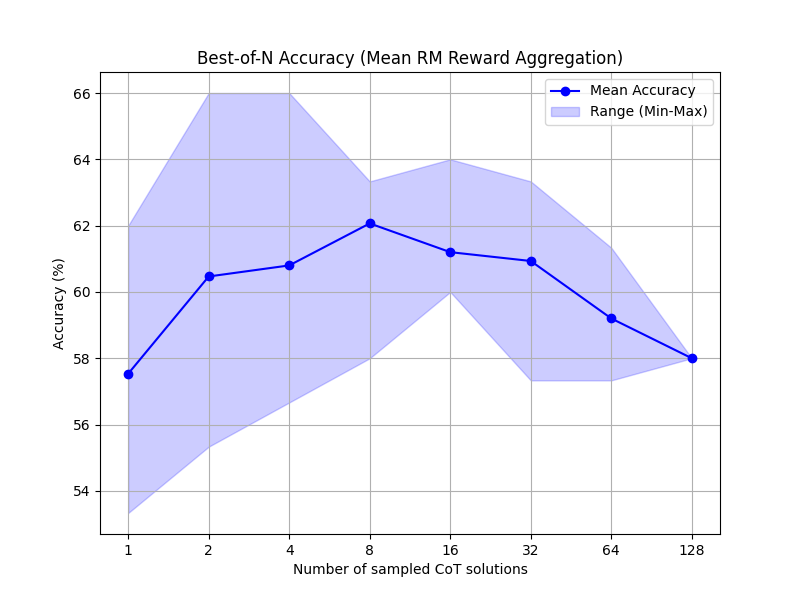 Best-of-N Accuracy (Mean RM Reward Aggregation)
Mean Accuracy
Range (Min-Max)
Accuracy (%)
66
64
62
60
58
56
54
1 2 4 8 16 32 64 128
Number of sampled CoT solutions